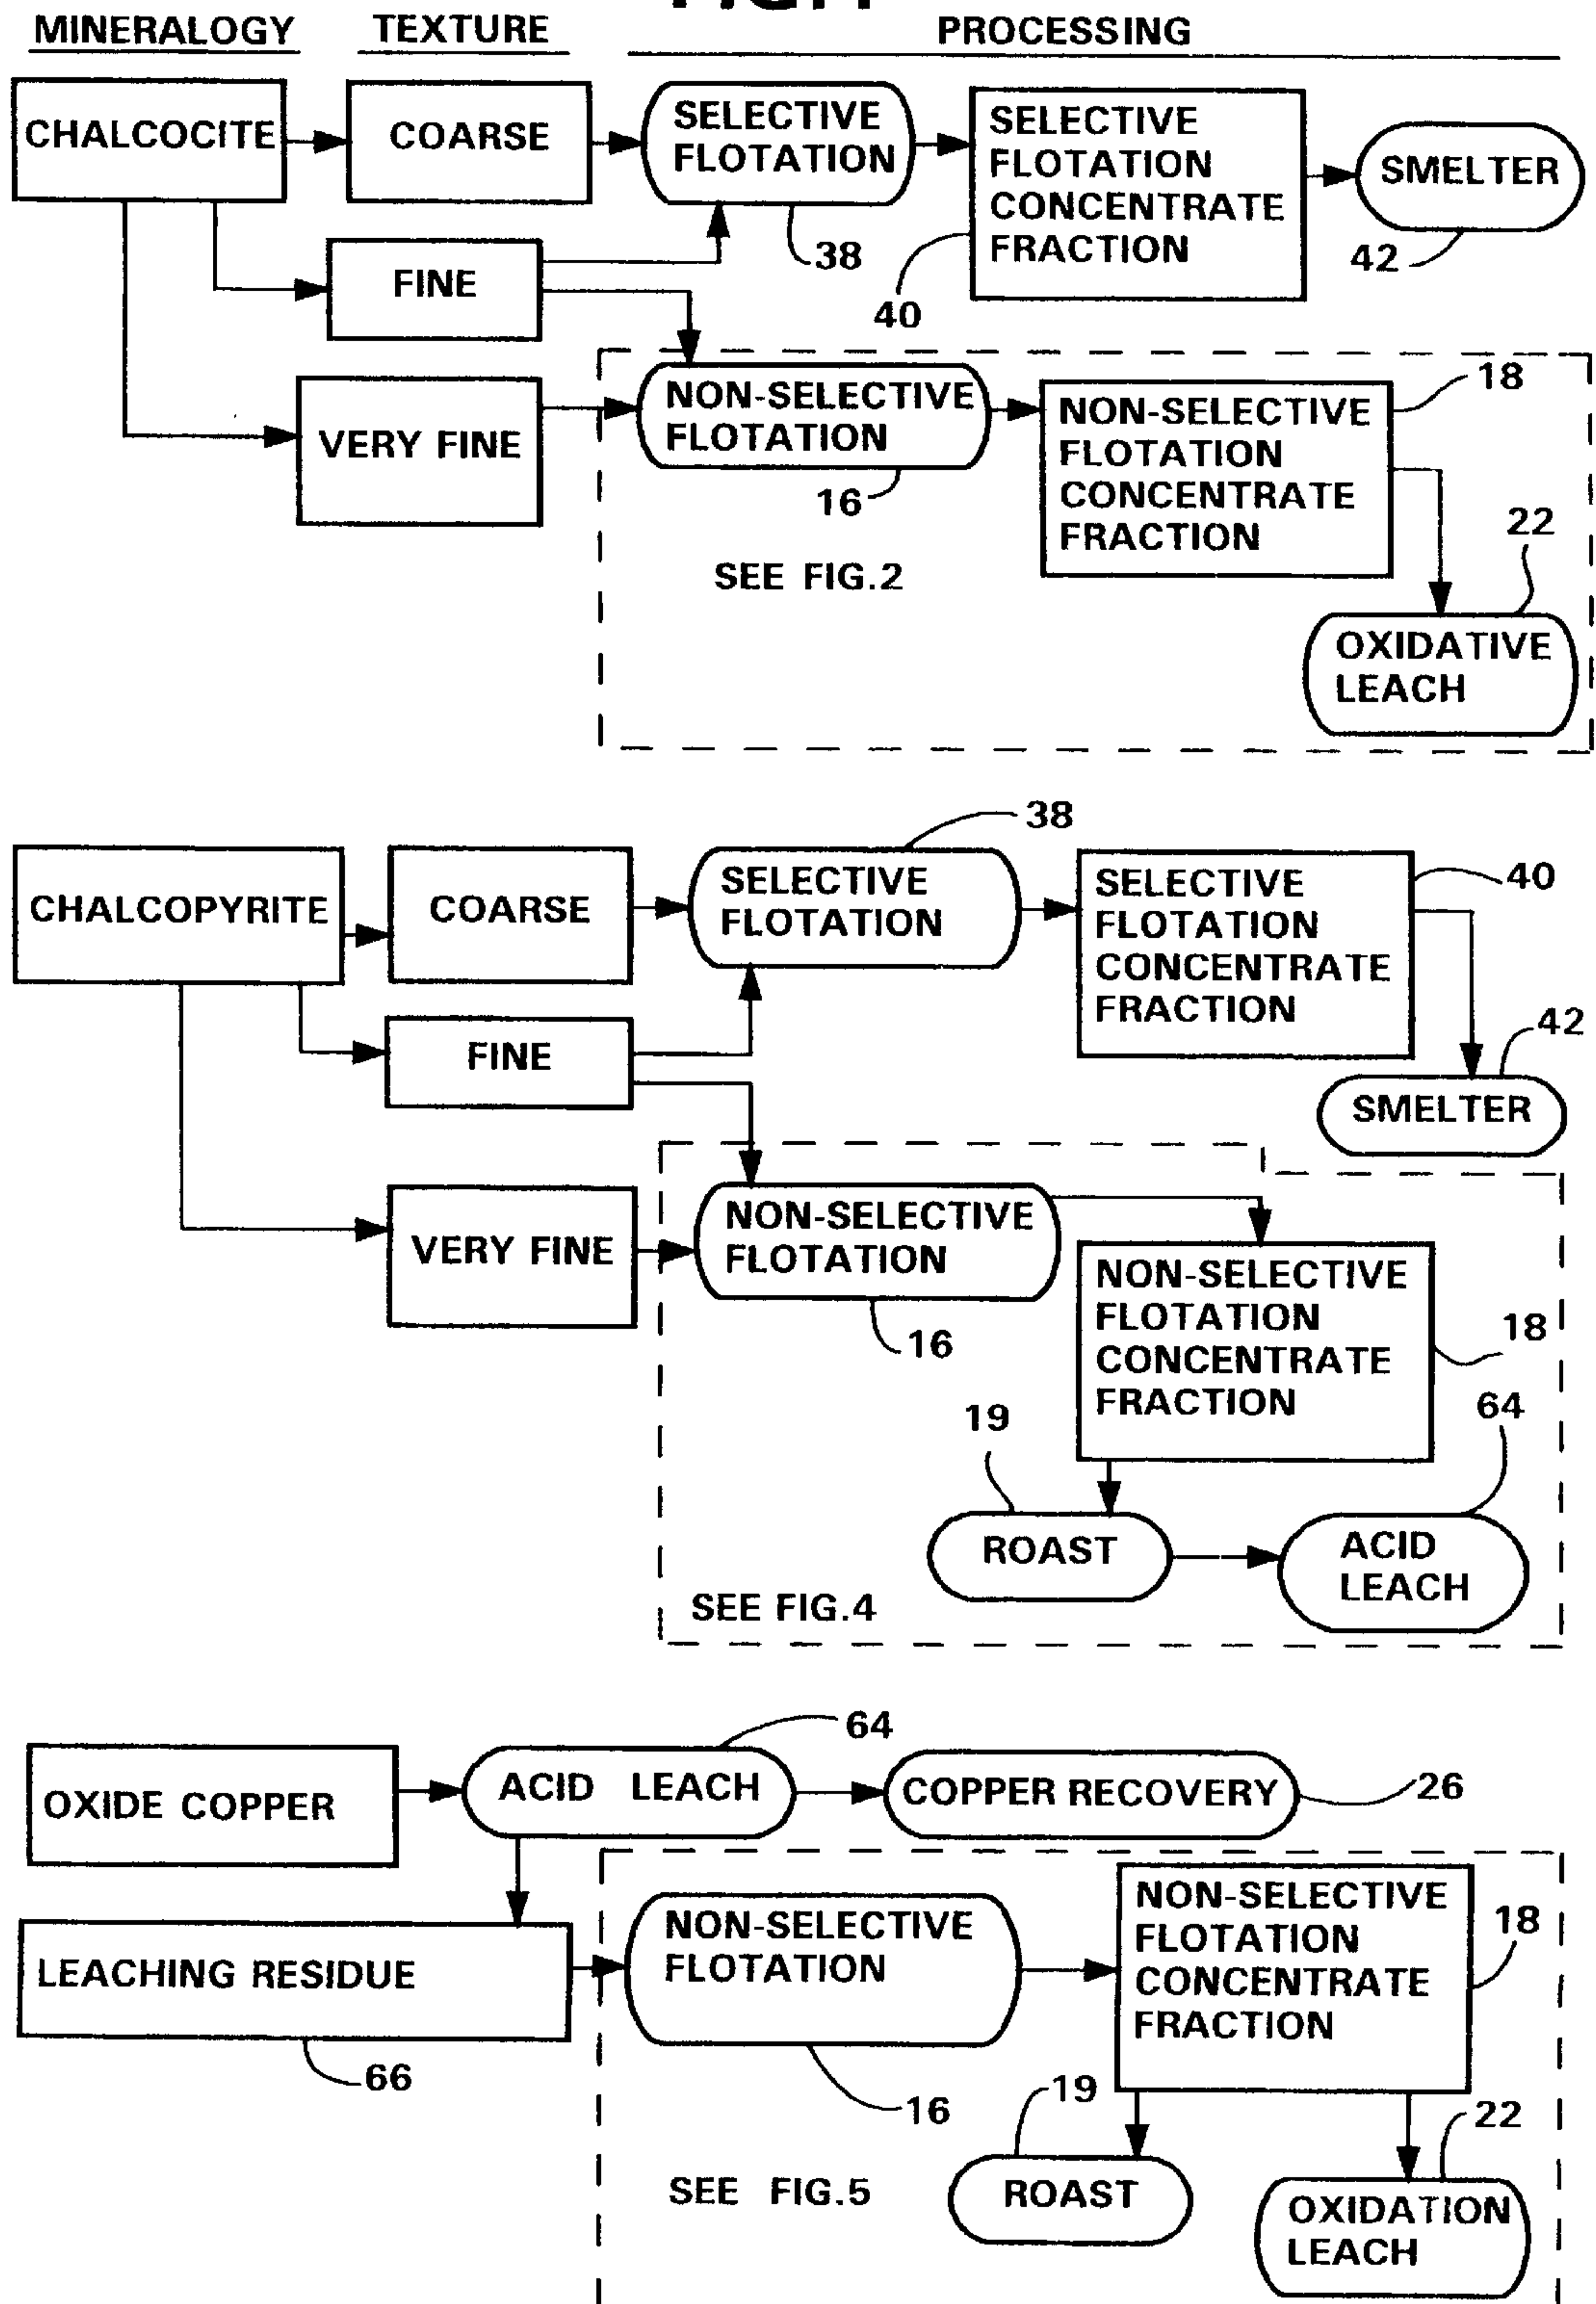 MINERALOGY TEXTURE PROCESSING
CHALCOCITE
COARSE
SELECTIVE
FLOTATION
38
SELECTIVE
FLOTATION
CONCENTRATE
FRACTION
40
SMELTER
42
FINE
VERY FINE
NON-SELECTIVE
FLOTATION
16
NON-SELECTIVE
FLOTATION
CONCENTRATE
FRACTION
18
SEE FIG.2
22
OXIDATIVE
LEACH
CHALCOPYRITE
COARSE
38
SELECTIVE
FLOTATION
SELECTIVE
FLOTATION
CONCENTRATE
FRACTION
40
42
SMELTER
FINE
VERY FINE
NON-SELECTIVE
FLOTATION
16
NON-SELECTIVE
FLOTATION
CONCENTRATE
FRACTION
18
19
ROAST
64
ACID
LEACH
SEE FIG.4
OXIDE COPPER
64
ACID LEACH
COPPER RECOVERY
26
LEACHING RESIDUE
66
NON-SELECTIVE
FLOTATION
16
NON-SELECTIVE
FLOTATION
CONCENTRATE
FRACTION
18
19
ROAST
22
OXIDATION
LEACH
SEE FIG.5